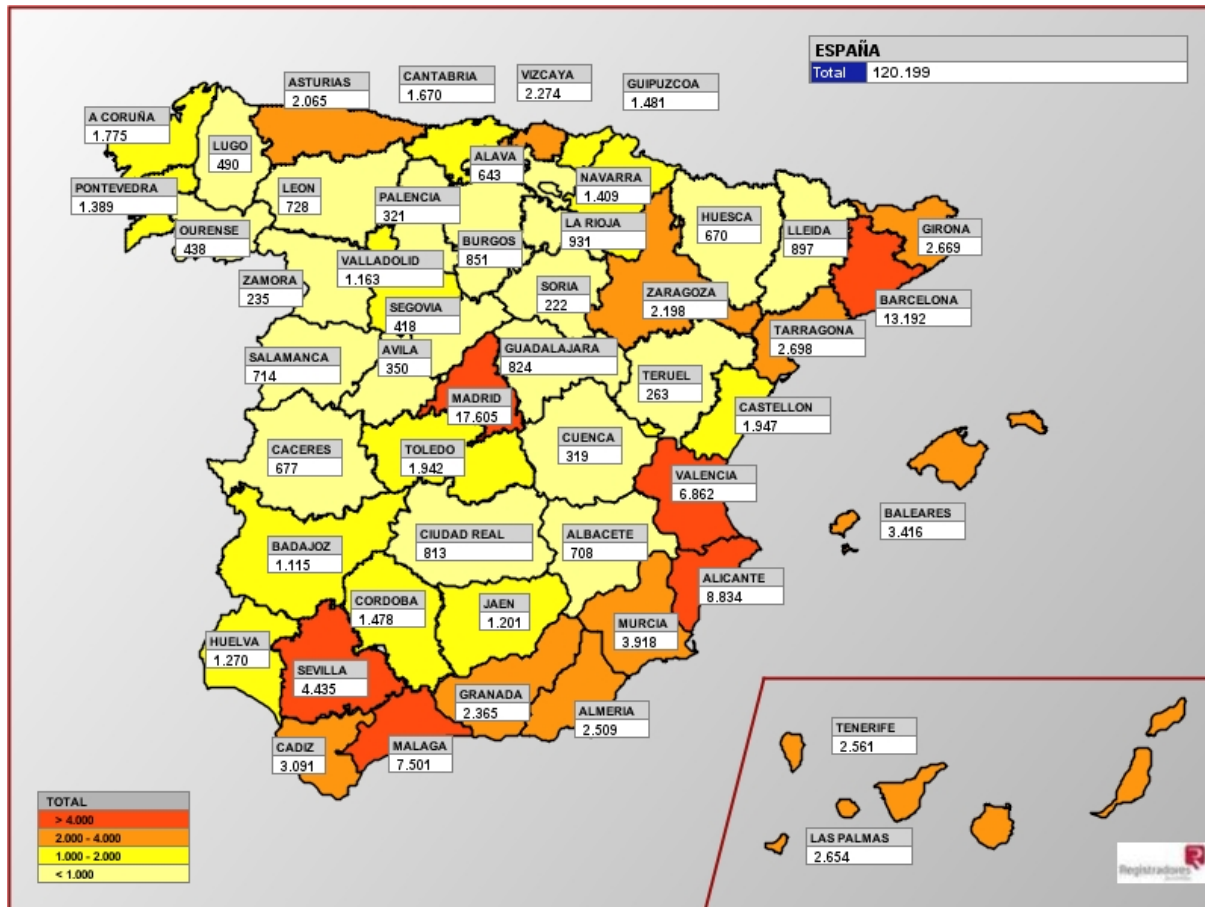 ESPAÑA
Total 120.199
ASTURIAS
2.065
CANTABRIA
1.670
VIZCAYA
2.274
GUIPUZCOA
1.481
A CORUÑA
1.775
LUGO
490
ALAVA
643
NAVARRA
1.409
PONTEVEDRA
1.389
LEON
728
PALENCIA
321
LA RIOJA
931
HUESCA
670
LLEIDA
897
GIRONA
2.669
OURENSE
438
BURGOS
851
VALLADOLID
1.163
ZAMORA
235
SORIA
222
ZARAGOZA
2.198
BARCELONA
13.192
SEGOVIA
418
TARRAGONA
2.698
SALAMANCA
714
AVILA
350
GUADALAJARA
824
TERUEL
263
MADRID
17.605
CASTELLON
1.947
CACERES
677
TOLEDO
1.942
CUENCA
319
VALENCIA
6.862
BALEARES
3.416
BADAJOZ
1.115
CIUDAD REAL
813
ALBACETE
708
ALICANTE
8.834
CORDOBA
1.478
JAEN
1.201
MURCIA
3.918
HUELVA
1.270
SEVILLA
4.435
GRANADA
2.365
ALMERIA
2.509
CADIZ
3.091
MALAGA
7.501
TENERIFE
2.561
LAS PALMAS
2.654
TOTAL
> 4.000
2.000 - 4.000
1.000 - 2.000
< 1.000
Registradores